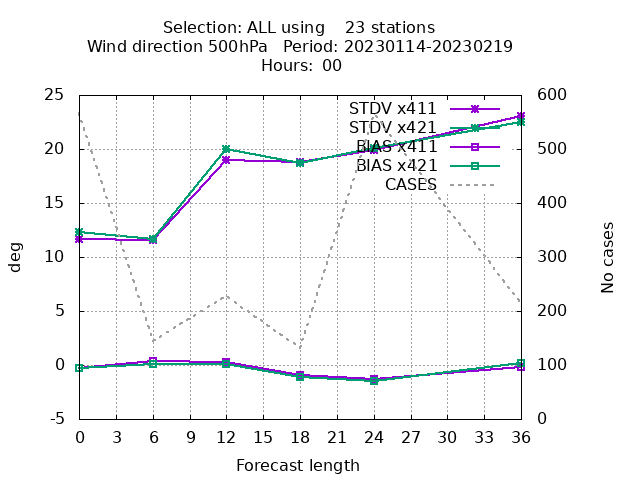 Selection: ALL using    23 stations
Wind direction 500hPa   Period: 20230114-20230219
Hours: 00
25
20
15
10
5
0
-5
600
500
400
300
200
100
0
STDV x411
STDV x421
BIAS x411
BIAS x421
CASES
deg
No cases
0 3 6 9 12 15 18 21 24 27 30 33 36
Forecast length